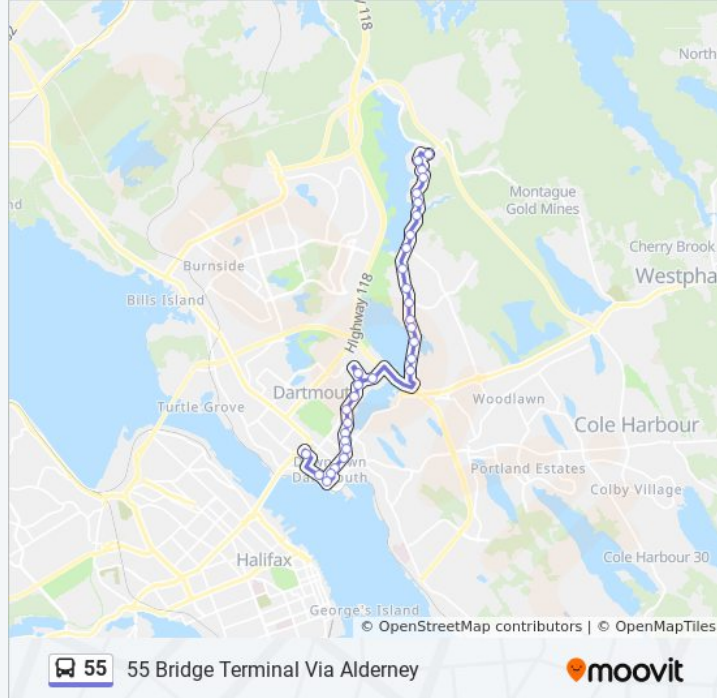 y 118
North
Montague
Gold Mines
nd
Cherry Brook
Burnside
Westpha
Bills Island
Highway 118
Dartmout
Turtle Grove
Woodlawn
Cole Harbour
Portland Estates
Colby Village
Halifax
Cole Harbour 30
George's Island
© OpenStreetMap contributors | © OpenMapTiles
55 55 Bridge Terminal Via Alderney moovit